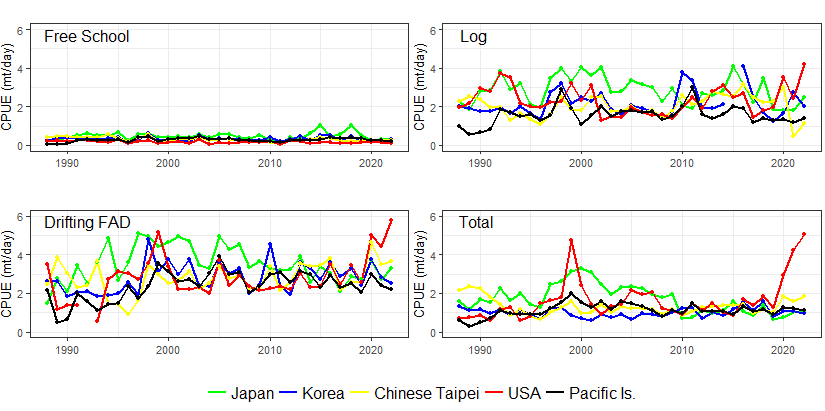 Free School
CPUE (mt/day)
6
4
2
0
1990 2000 2010 2020
Log
CPUE (mt/day)
6
4
2
0
1990 2000 2010 2020
Drifting FAD
CPUE (mt/day)
6
4
2
0
1990 2000 2010 2020
Total
CPUE (mt/day)
6
4
2
0
1990 2000 2010 2020
Japan Korea Chinese Taipei USA Pacific Is.